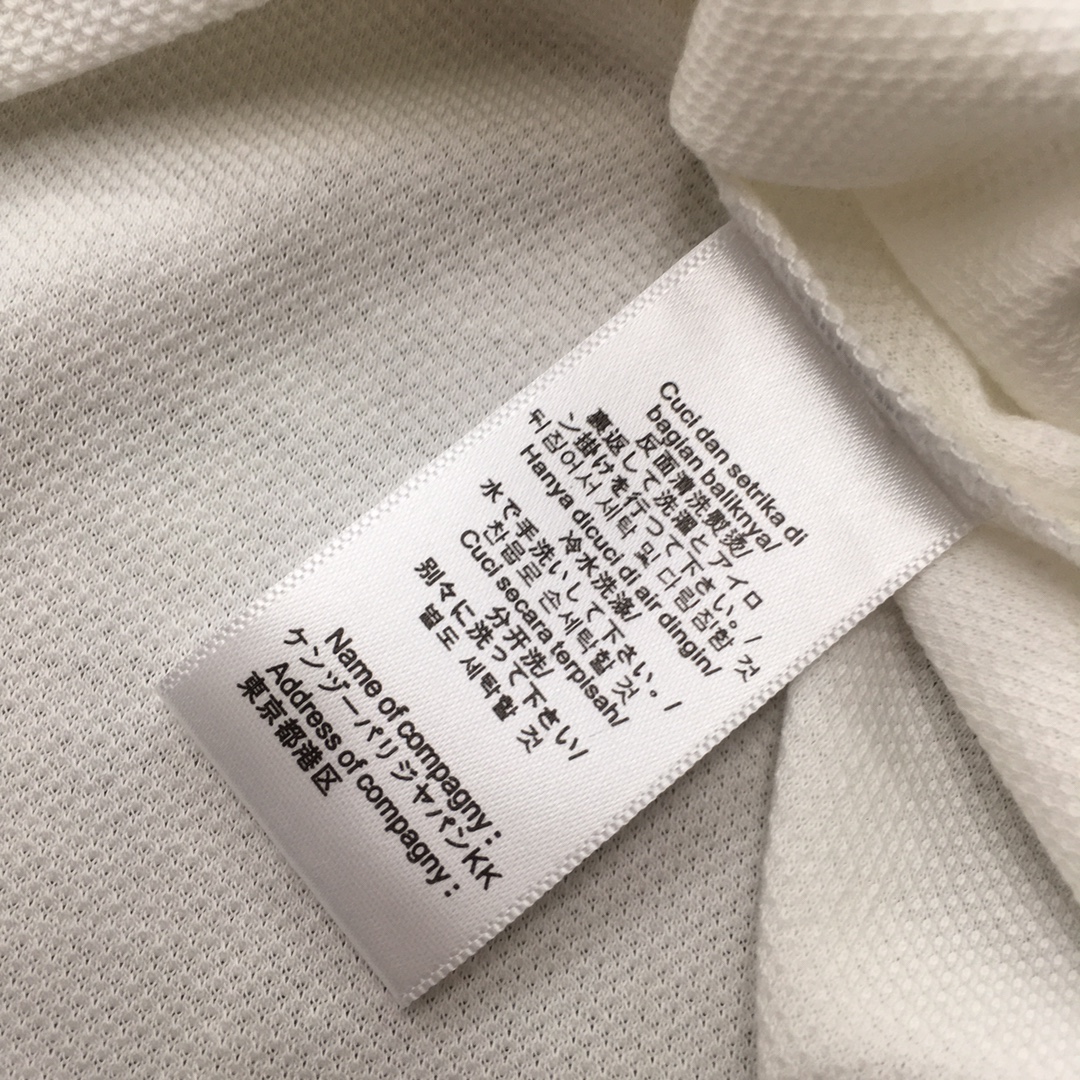 Cuci dan setrika di
bagian baliknya/
反面清洗熨烫/
裏返して洗濯とアイロ
ン掛けを行つて下さい。/
뒤집어서 세탁 및 다림질할 것
Hanya dicuci di air dingin/
冷水洗涤/
水で手洗いして下さい。/
찬물로 손세탁할 것
Cuci secara terpisah/
分开洗/
別々に洗って下さい/
별도 세탁할 것
Name of compagny:
ケンゾーパリジャパンKK
Address of compagny:
東京都港区